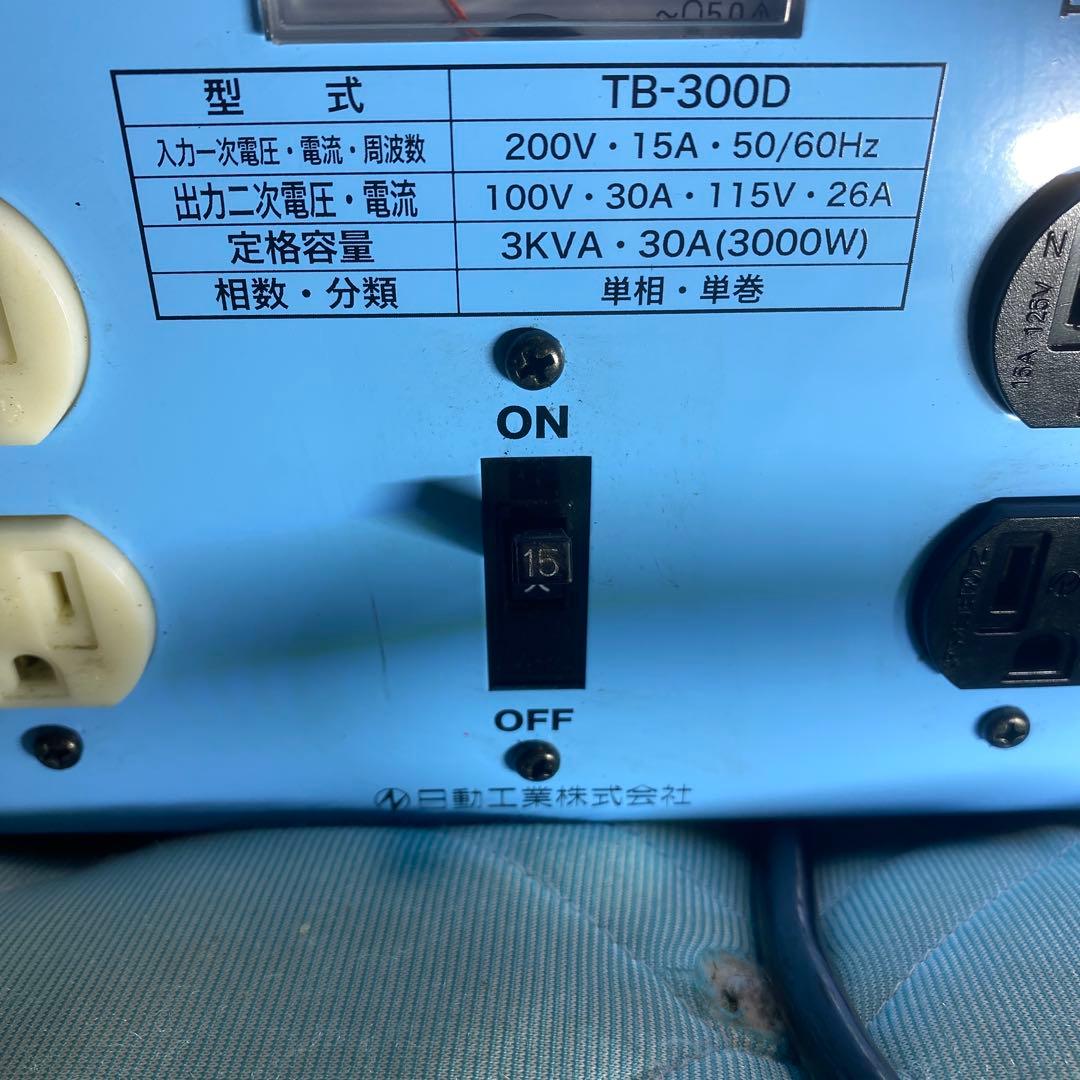 ~ 5.0
型 式 TB-300D
入力一次電圧・電流・周波数 200V・15A・50/60Hz
出力二次電圧・電流 100V・30A・115V・26A
定格容量 3KVA・30A(3000W)
相数・分類 単相・単巻
N
15A 125V
ON
15
OFF
日動工業株式会社